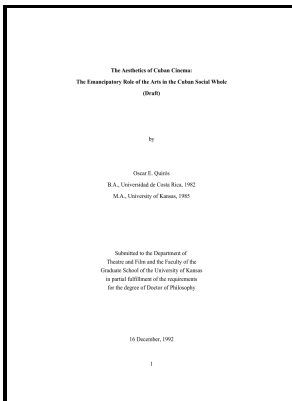 The Aesthetics of Cuban Cinema:
The Emancipatory Role of the Arts in the Cuban Social Whole
(Draft)
by
Oscar E. Quirós
B.A., Universidad de Costa Rica, 1982
M.A., University of Kansas, 1985
Submitted to the Department of
Theatre and Film and the Faculty of the
Graduate School of the University of Kansas
in partial fulfillment of the requirements
for the degree of Doctor of Philosophy
16 December, 1992
1